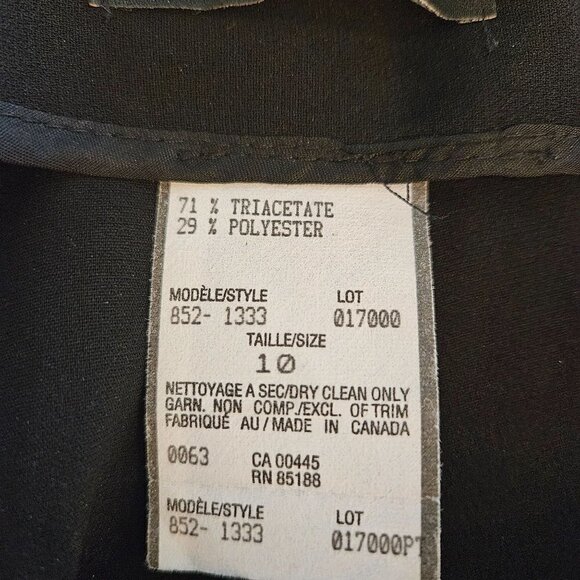 71 % TRIACETATE
29 % POLYESTER
MODÈLE/STYLE LOT
852- 1333 017000
TAILLE/SIZE
10
NETTOYAGE A SEC/DRY CLEAN ONLY
GARN. NON COMP./EXCL. OF TRIM
FABRIQUÉ AU / MADE IN CANADA
0063 CA 00445
RN 85188
MODÈLE/STYLE LOT
852- 1333 017000PT